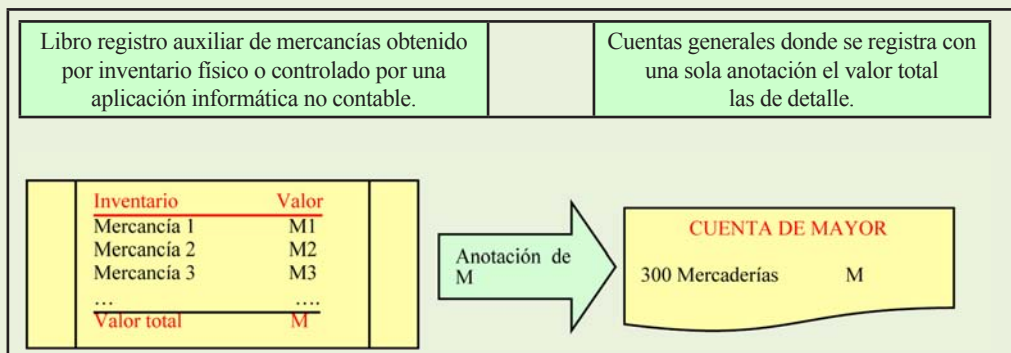 Libro registro auxiliar de mercancías obtenido
por inventario físico o controlado por una
aplicación informática no contable.
Cuentas generales donde se registra con
una sola anotación el valor total
las de detalle.
Inventario Valor
Mercancía 1 M1
Mercancía 2 M2
Mercancía 3 M3
... ....
Valor total M
Anotación de
M
CUENTA DE MAYOR
300 Mercaderías M